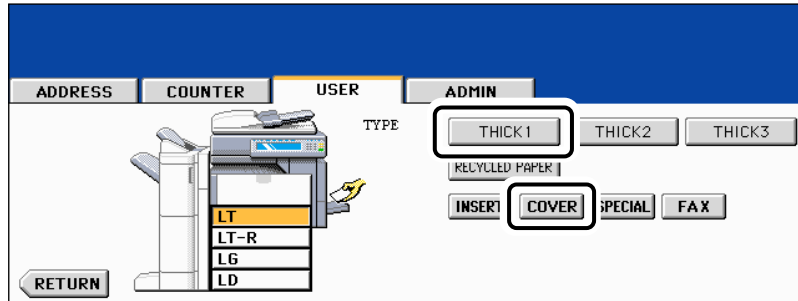 ADDRESS COUNTER USER ADMIN
TYPE THICK1 THICK2 THICK3
RECYCLED PAPER
INSERT COVER SPECIAL FAX
LT
LT-R
LG
LD
RETURN